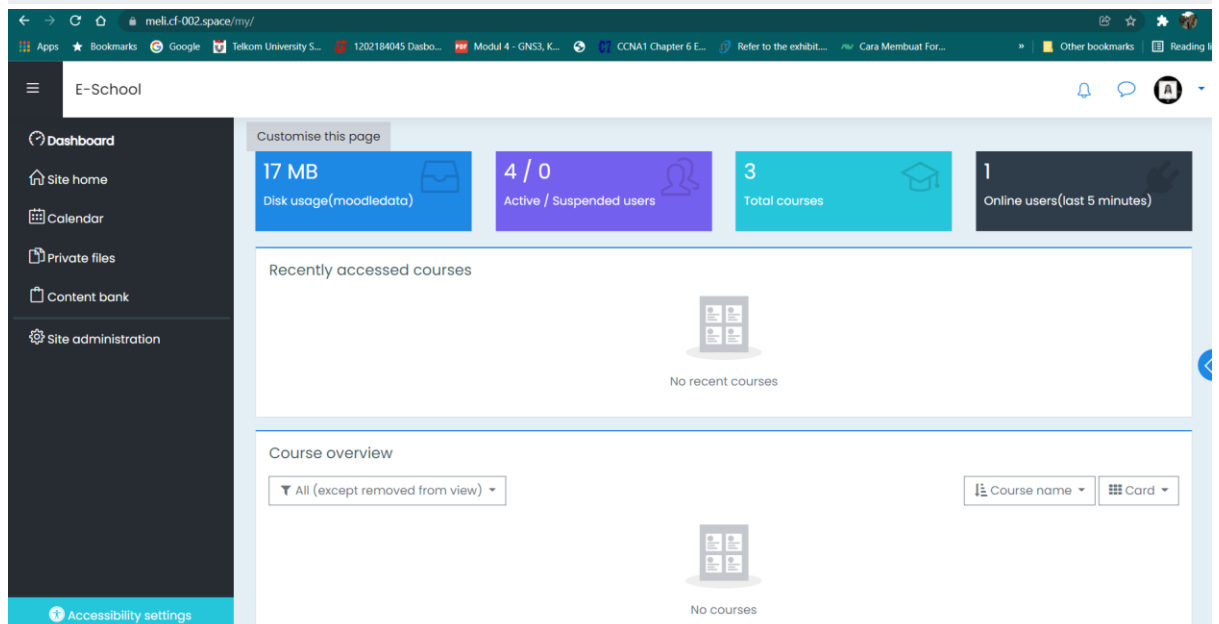 meli.cf-002.space/my/
Apps Bookmarks Google Telkom University S... 1202184045 Dasbo... Modul 4 - GNS3, K... CCNA1 Chapter 6 E... Refer to the exhibit.... Cara Membuat For... » Other bookmarks Reading li
E-School
Dashboard
Site home
Calendar
Private files
Content bank
Site administration
Accessibility settings
Customise this page
17 MB
Disk usage(moodledata)
4 / 0
Active / Suspended users
3
Total courses
1
Online users(last 5 minutes)
Recently accessed courses
No recent courses
Course overview
All (except removed from view)
Course name
Card
No courses